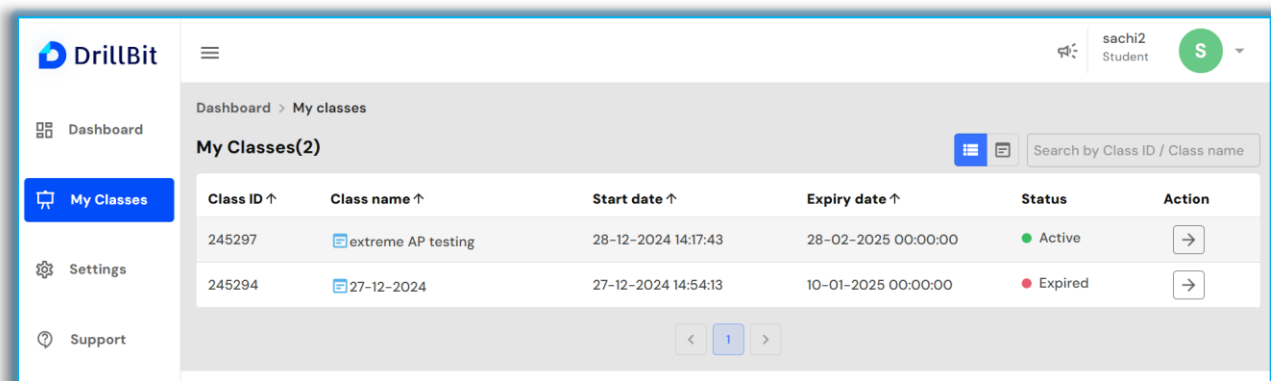 DrillBit
sachi2
Student
S
Dashboard > My classes
Dashboard
My Classes(2)
Search by Class ID / Class name
My Classes
Class ID ↑ Class name ↑ Start date ↑ Expiry date ↑ Status Action
245297 extreme AP testing 28-12-2024 14:17:43 28-02-2025 00:00:00 Active
Settings
245294 27-12-2024 27-12-2024 14:54:13 10-01-2025 00:00:00 Expired
Support
< 1 >